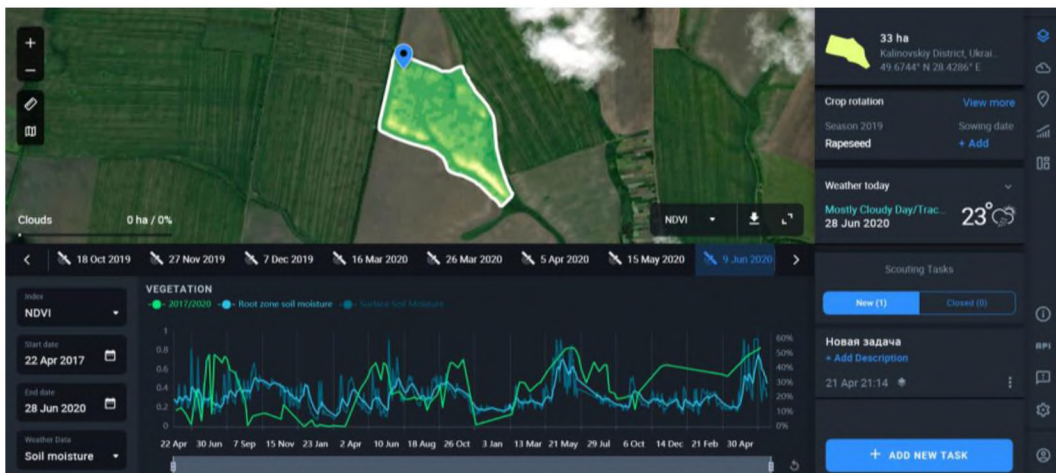 33 ha
Kalinovskiy District, Ukrai...
49.6744° N 28.4286° E
Crop rotation View more
Season 2019 Sowing date
Rapeseed + Add
Weather today
Mostly Cloudy Day/Trac...
28 Jun 2020
23°
Clouds 0 ha / 0%
NDVI
18 Oct 2019 27 Nov 2019 7 Dec 2019 16 Mar 2020 26 Mar 2020 5 Apr 2020 15 May 2020 9 Jun 2020
Scouting Tasks
New (1) Closed (0)
Новая задача
+ Add Description
21 Apr 21:14
+ ADD NEW TASK
API
Index
NDVI
Start date
22 Apr 2017
End date
28 Jun 2020
Weather Data
Soil moisture
VEGETATION
2017/2020 Root zone soil moisture Surface Soil Moisture
1
0.8
0.6
0.4
0.2
0
60%
50%
40%
30%
20%
10%
0%
22 Apr 30 Jun 7 Sep 15 Nov 23 Jan 2 Apr 10 Jun 18 Aug 26 Oct 3 Jan 13 Mar 21 May 29 Jul 6 Oct 14 Dec 21 Feb 30 Apr